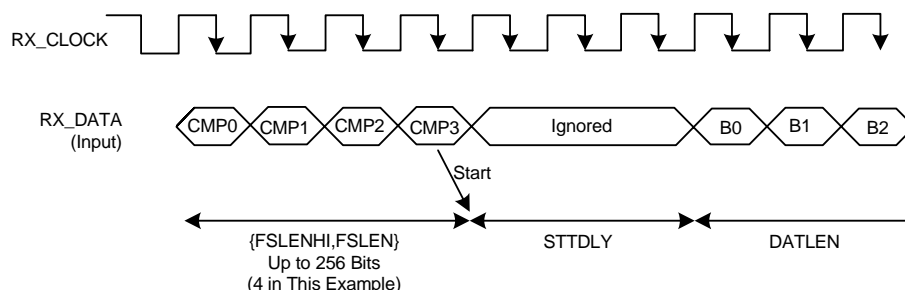 RX_CLOCK
RX_DATA
(Input)
CMP0 CMP1 CMP2 CMP3 Ignored B0 B1 B2
Start
{FSLENHI,FSLEN}
Up to 256 Bits
(4 in This Example)
STTDLY
DATLEN